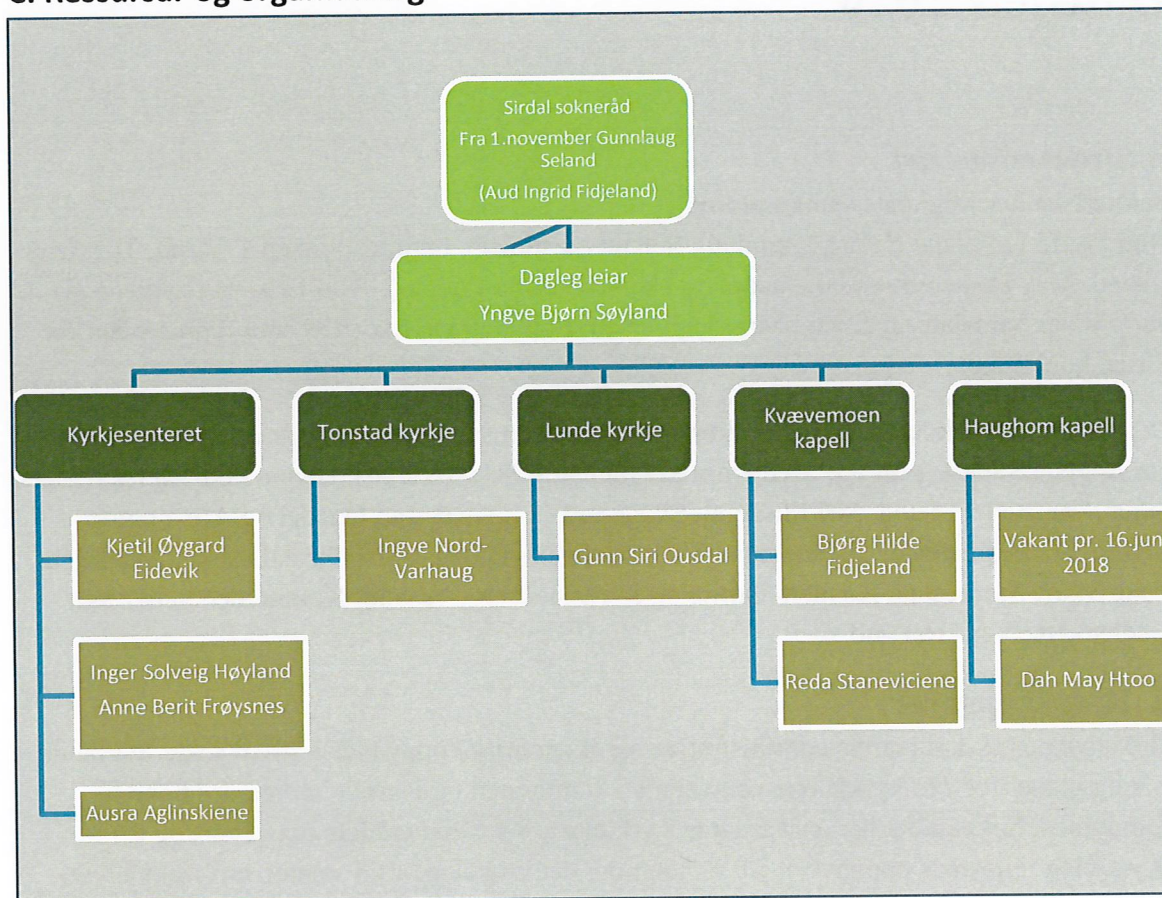 Sirdal sokneråd
Fra 1.november Gunnlaug
Seland
(Aud Ingrid Fidjeland)
Dagleg leiar
Yngve Bjørn Søyland
Kyrkjesenteret
Tonstad kyrkje
Lunde kyrkje
Kvævemoen
kapell
Haughom kapell
Kjetil Øygard
Eidevik
Inger Solveig Høyland
Anne Berit Frøysnes
Ausra Aglinskiene
Ingve Nord-
Varhaug
Gunn Siri Ousdal
Bjørg Hilde
Fidjeland
Reda Staneviciene
Vakant pr. 16.jun
2018
Dah May Htoo